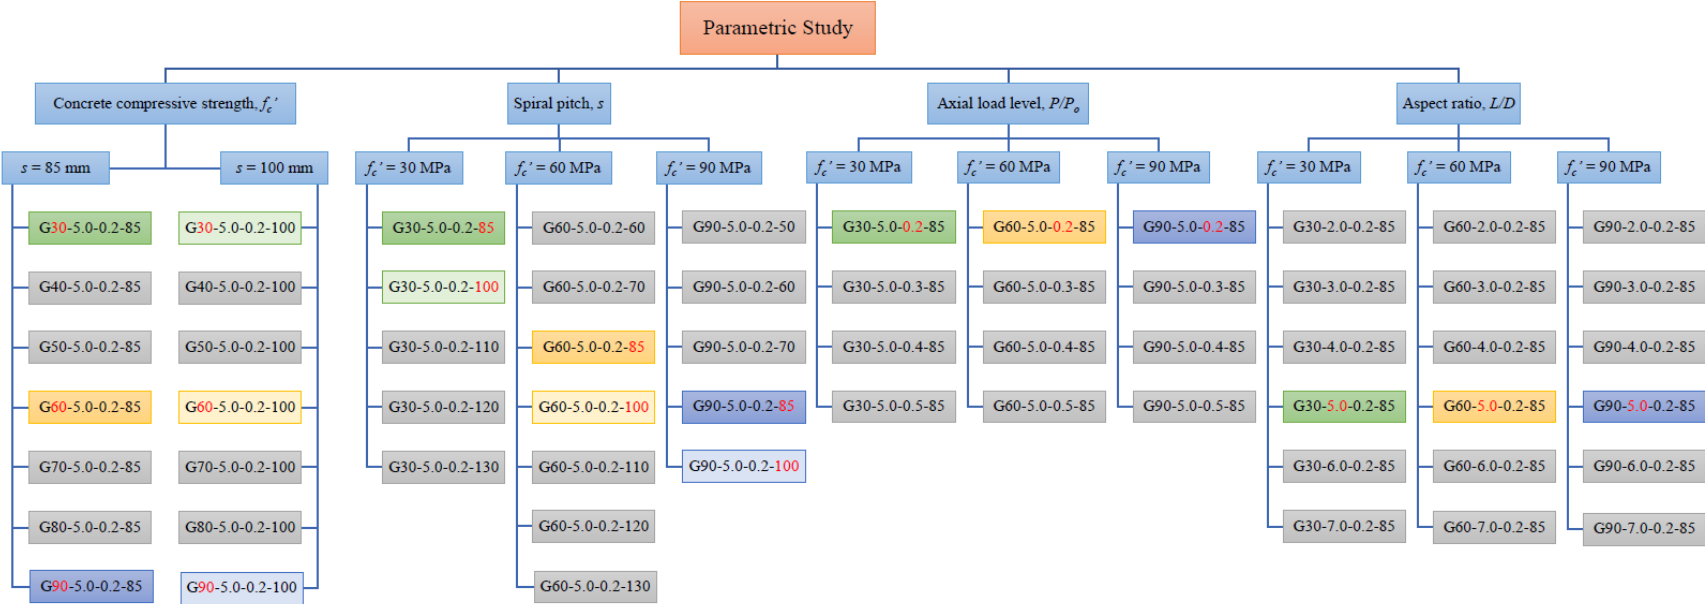 Parametric Study
Concrete compressive strength, fc'
Spiral pitch, s
Axial load level, P/Po
Aspect ratio, L/D
s = 85 mm
s = 100 mm
fc' = 30 MPa
fc' = 60 MPa
fc' = 90 MPa
fc' = 30 MPa
fc' = 60 MPa
fc' = 90 MPa
fc' = 30 MPa
fc' = 60 MPa
fc' = 90 MPa
G30-5.0-0.2-85
G40-5.0-0.2-85
G50-5.0-0.2-85
G60-5.0-0.2-85
G70-5.0-0.2-85
G80-5.0-0.2-85
G90-5.0-0.2-85
G30-5.0-0.2-100
G40-5.0-0.2-100
G50-5.0-0.2-100
G60-5.0-0.2-100
G70-5.0-0.2-100
G80-5.0-0.2-100
G90-5.0-0.2-100
G30-5.0-0.2-85
G30-5.0-0.2-100
G30-5.0-0.2-110
G30-5.0-0.2-120
G30-5.0-0.2-130
G60-5.0-0.2-60
G60-5.0-0.2-70
G60-5.0-0.2-85
G60-5.0-0.2-100
G60-5.0-0.2-110
G60-5.0-0.2-120
G60-5.0-0.2-130
G90-5.0-0.2-50
G90-5.0-0.2-60
G90-5.0-0.2-70
G90-5.0-0.2-85
G90-5.0-0.2-100
G30-5.0-0.2-85
G30-5.0-0.3-85
G30-5.0-0.4-85
G30-5.0-0.5-85
G60-5.0-0.2-85
G60-5.0-0.3-85
G60-5.0-0.4-85
G60-5.0-0.5-85
G90-5.0-0.2-85
G90-5.0-0.3-85
G90-5.0-0.4-85
G90-5.0-0.5-85
G30-2.0-0.2-85
G30-3.0-0.2-85
G30-4.0-0.2-85
G30-5.0-0.2-85
G30-6.0-0.2-85
G30-7.0-0.2-85
G60-2.0-0.2-85
G60-3.0-0.2-85
G60-4.0-0.2-85
G60-5.0-0.2-85
G60-6.0-0.2-85
G60-7.0-0.2-85
G90-2.0-0.2-85
G90-3.0-0.2-85
G90-4.0-0.2-85
G90-5.0-0.2-85
G90-6.0-0.2-85
G90-7.0-0.2-85